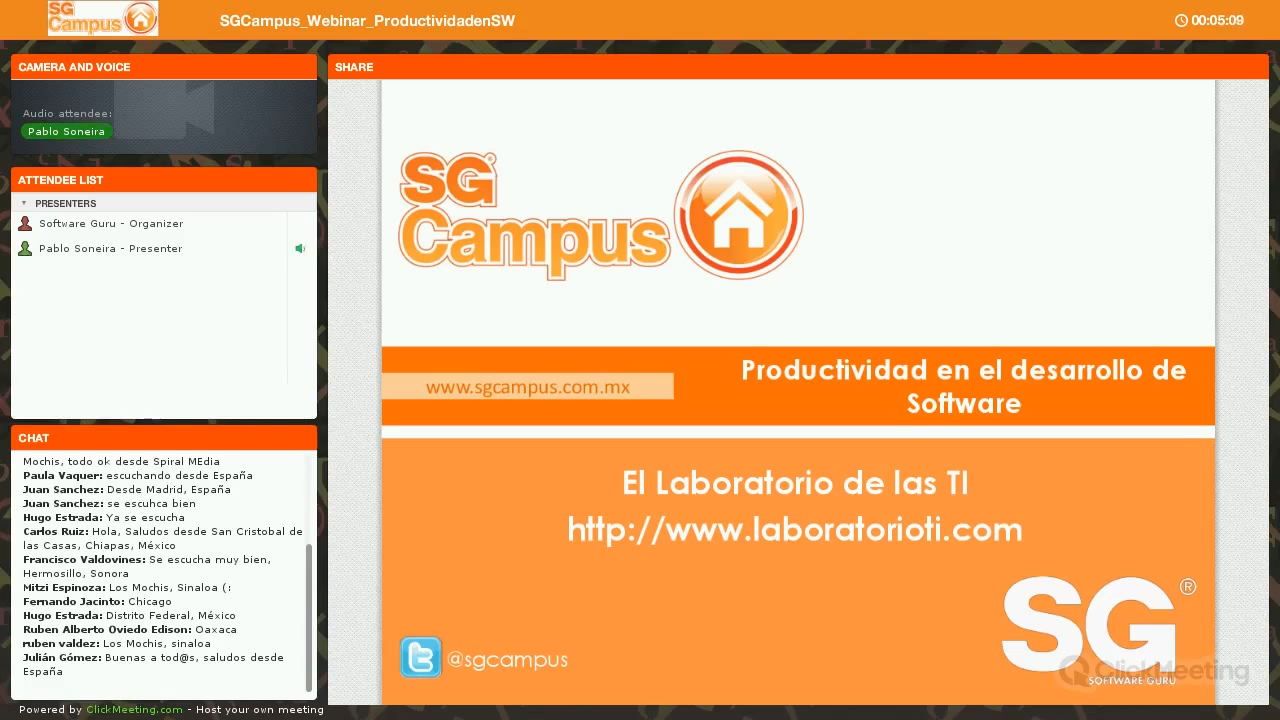 SG
Campus
SGCampus_Webinar_ProductividadenSW
00:05:09
CAMERA AND VOICE
Audio attendee:
Pablo Soneira
ATTENDEE LIST
PRESENTERS
Software Guru - Organizer
Pablo Soneira - Presenter
CHAT
Mochis, todo ok desde Spiral MEdia
Paula Vaquer: escuchando desde España
Juan Sanchez: Desde Madrid, España
Juan Sanchez: se escuhca bien
Hugo Estrada: Ya se escucha
Carlos Ruiz: Hola, Saludos desde San Cristobal de
las Casas, Chiapas, México
Francisco Valdovines: Se escucha muy bien,
Hermosillo, Sonora
Mitzi Espinoza: Los Mochis, Sinaloa (:
Fernando Jacinto: Chicago
Hugo Estrada: Distrito Federal, México
Ruben Alberto Oviedo Edison: Oaxaca
ruben valdez: Los Mochis, sinaloa
Julián Gómez: Buenas a tod@s, saludos desde
España
Powered by ClickMeeting.com - Host your own meeting
SHARE
SG®
Campus
www.sgcampus.com.mx
Productividad en el desarrollo de
Software
El Laboratorio de las TI
http://www.laboratorioti.com
@sgcampus
SG®
SOFTWARE GURU
ClickMeeting